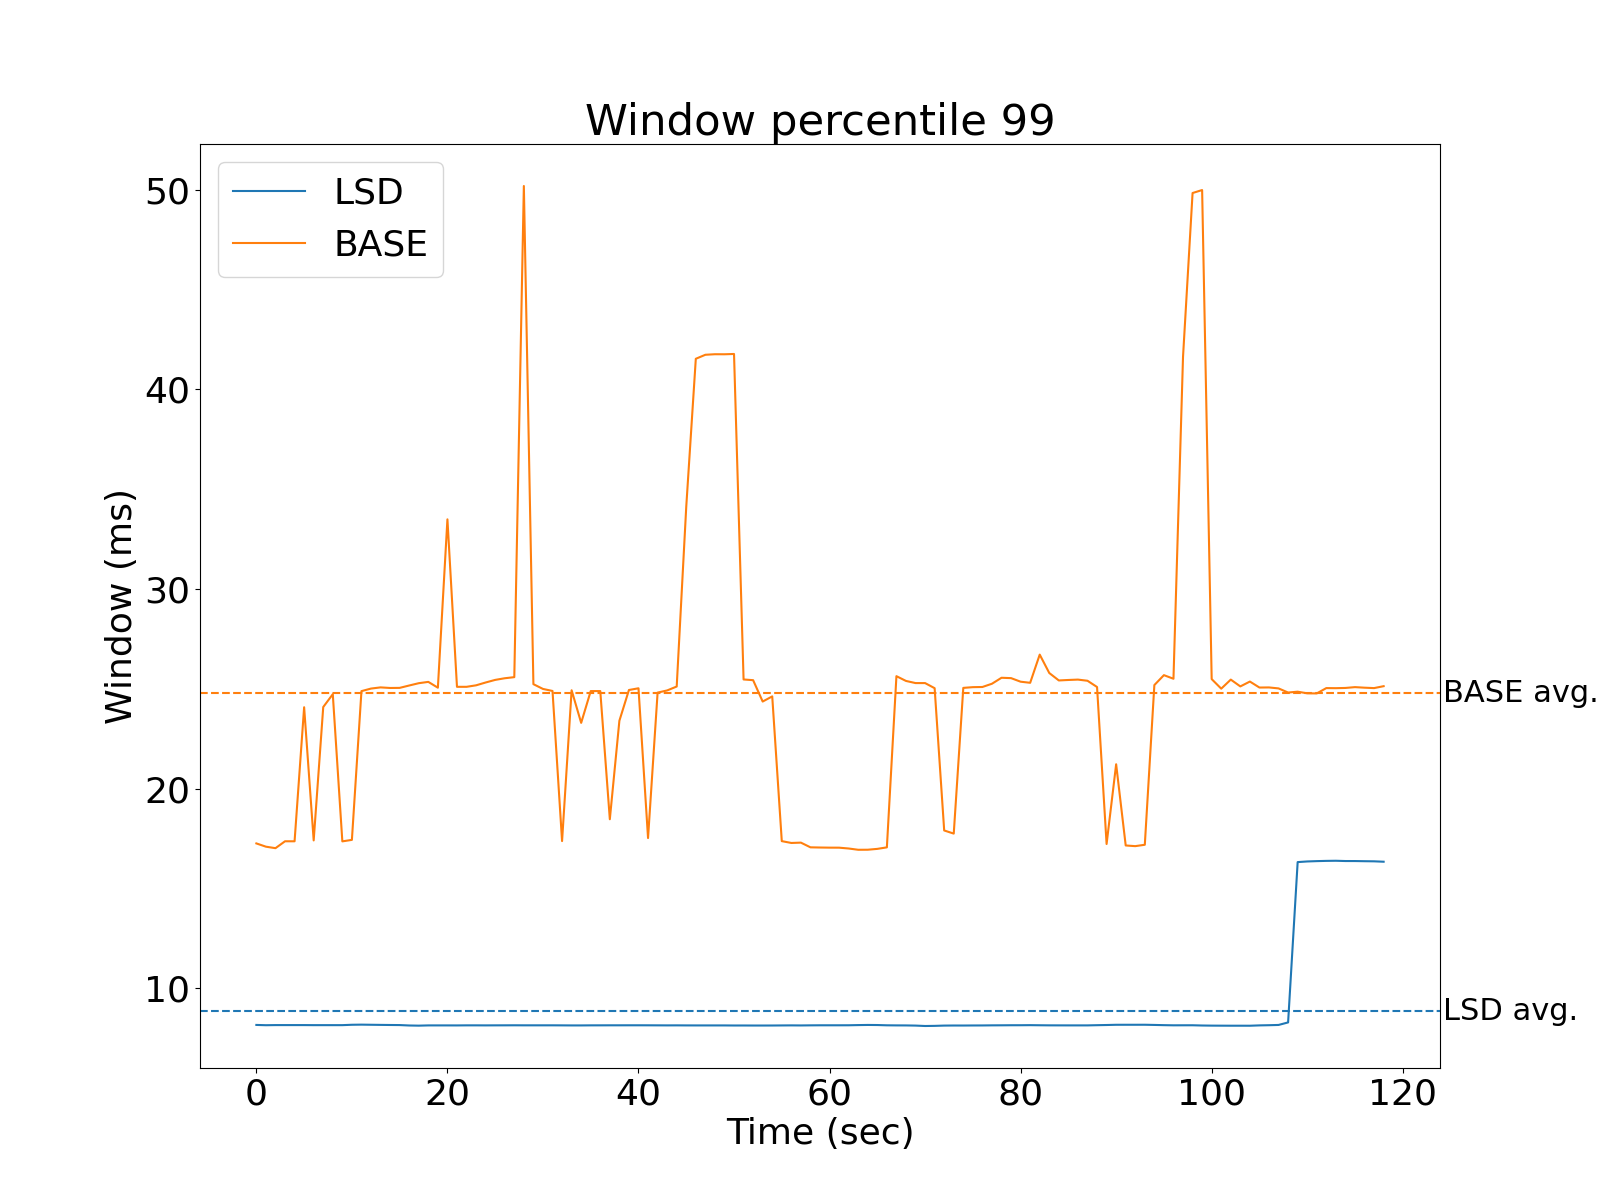 Window percentile 99
LSD
BASE
50
40
30
20
10
Window (ms)
BASE avg.
LSD avg.
0 20 40 60 80 100 120
Time (sec)